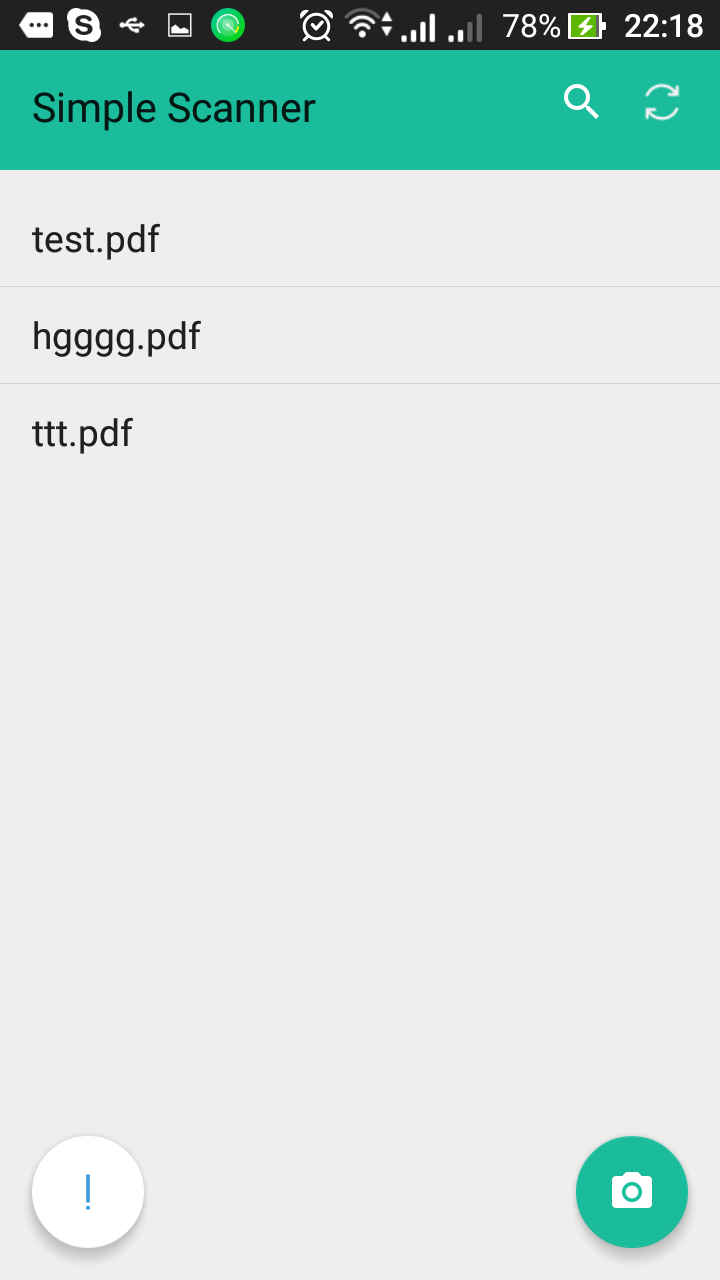 78% 22:18
Simple Scanner
test.pdf
hgggg.pdf
ttt.pdf